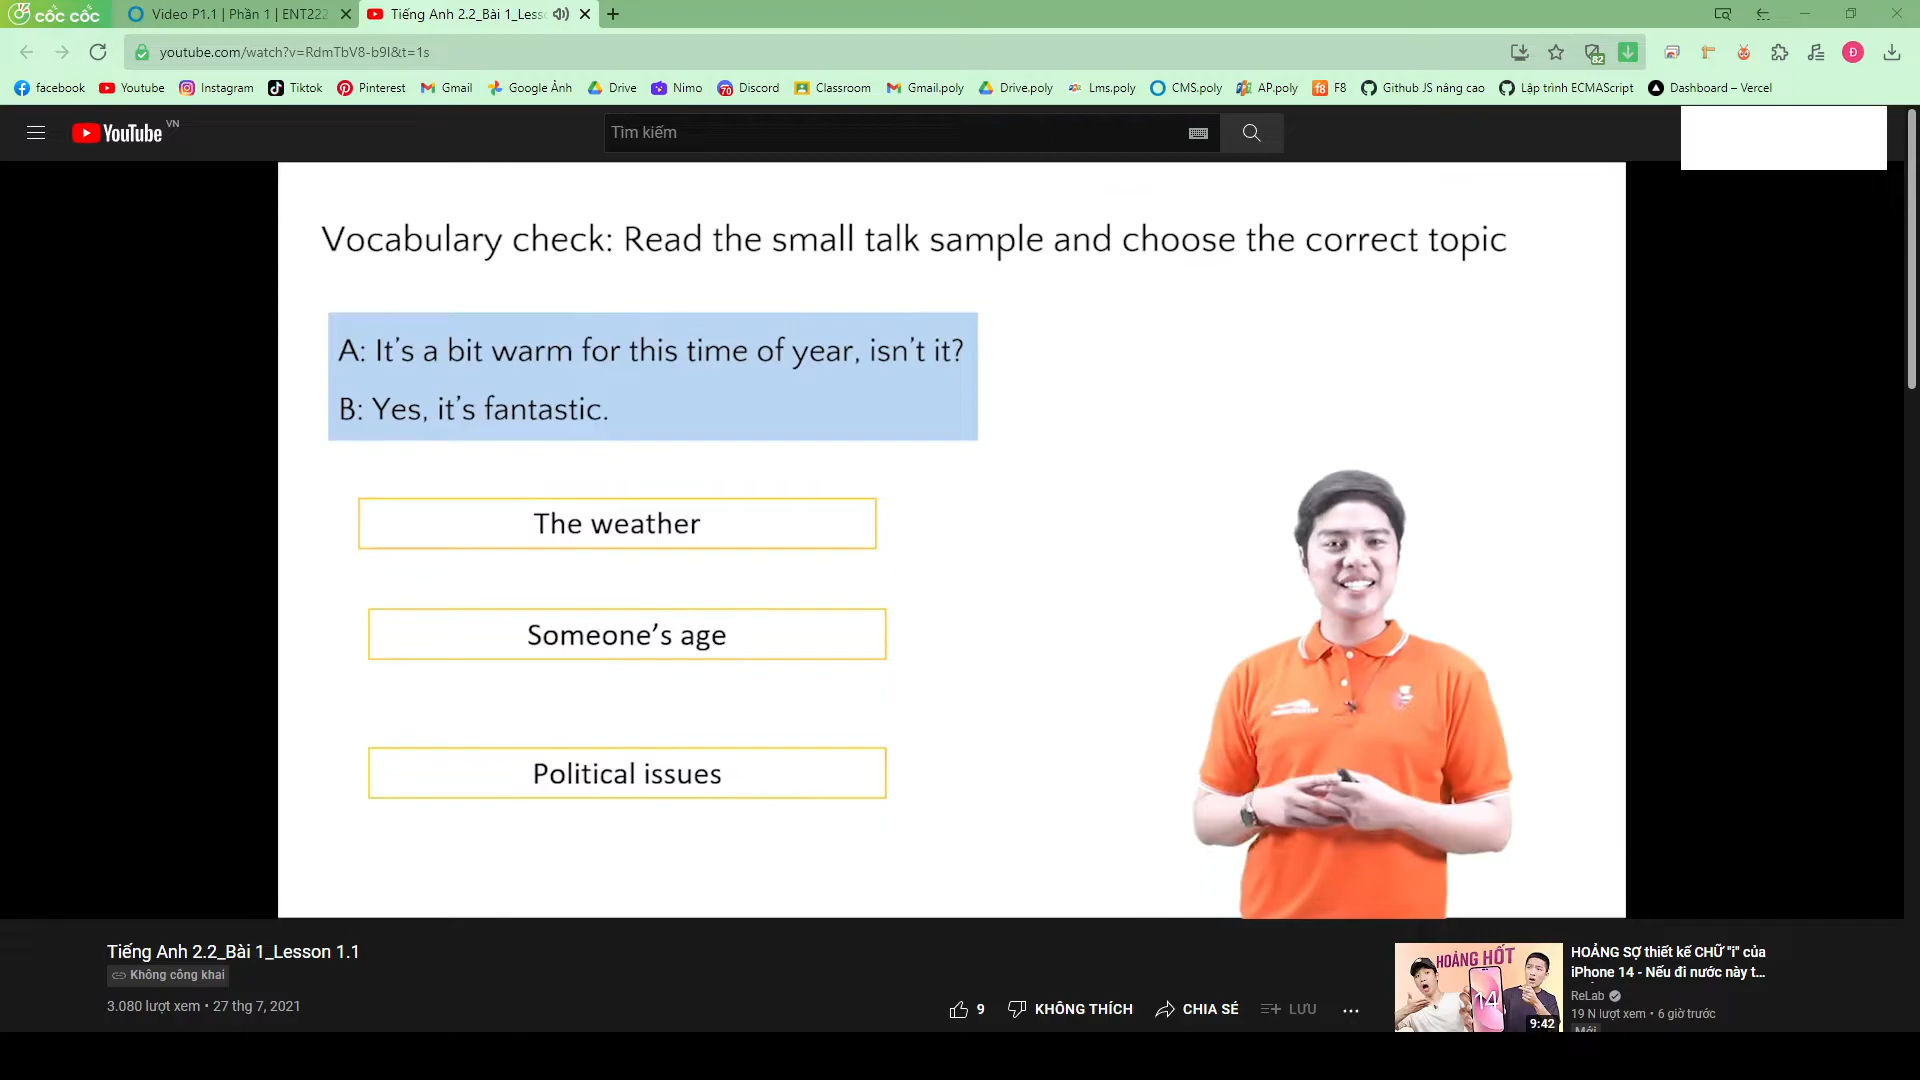 cốc cốc
Video P1.1 | Phần 1 | ENT222
Tiếng Anh 2.2_Bài 1_Less
youtube.com/watch?v=RdmTbV8-b9I&t=1s
82
Đ
facebook
Youtube
Instagram
Tiktok
Pinterest
Gmail
Google Ảnh
Drive
Nimo
Discord
Classroom
Gmail.poly
Drive.poly
Lms.poly
CMS.poly
AP.poly
F8
Github JS nâng cao
Lập trình ECMAScript
Dashboard – Vercel
YouTube VN
Tìm kiếm
Vocabulary check: Read the small talk sample and choose the correct topic
A: It's a bit warm for this time of year, isn't it?
B: Yes, it's fantastic.
The weather
Someone's age
Political issues
Tiếng Anh 2.2_Bài 1_Lesson 1.1
Không công khai
3.080 lượt xem • 27 thg 7, 2021
9
KHÔNG THÍCH
CHIA SẺ
LƯU
HOẢNG HỐT
14
9:42
HOẢNG SỢ thiết kế CHỮ "i" của
iPhone 14 - Nếu đi nước này t...
ReLab
19 N lượt xem • 6 giờ trước
Mới